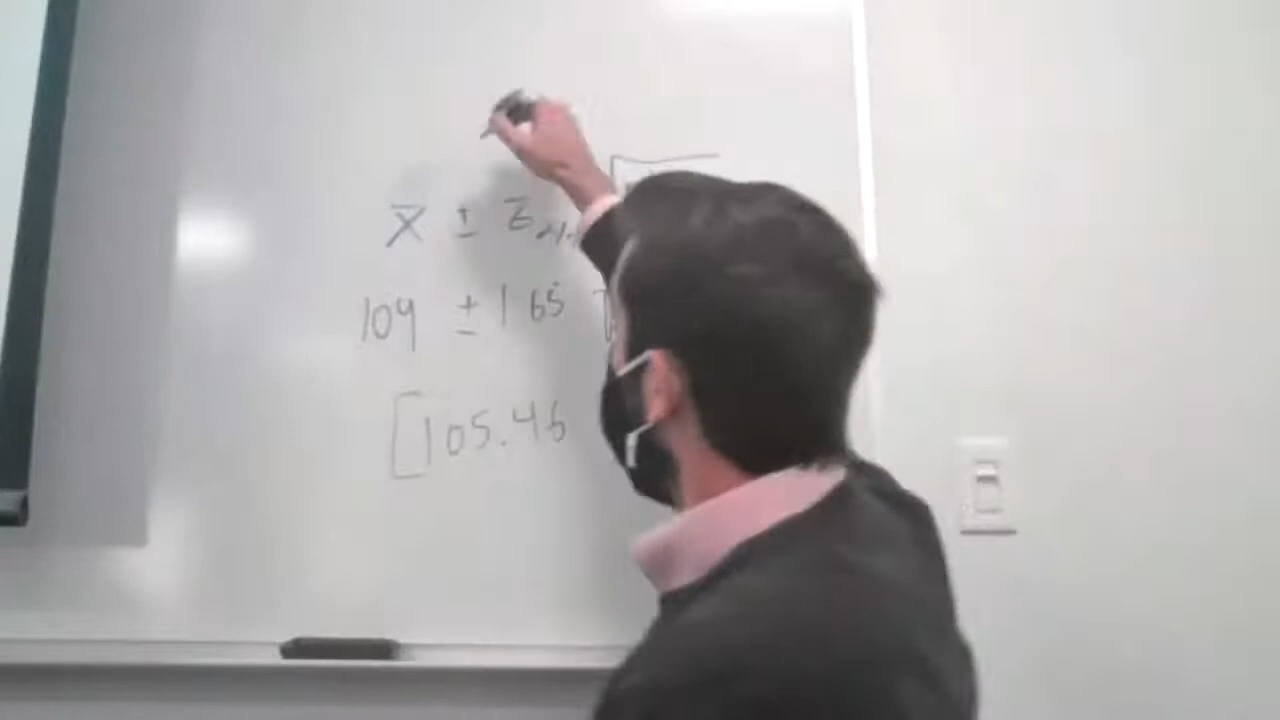 x̄ ± z
109 ± 1.65
[105.46